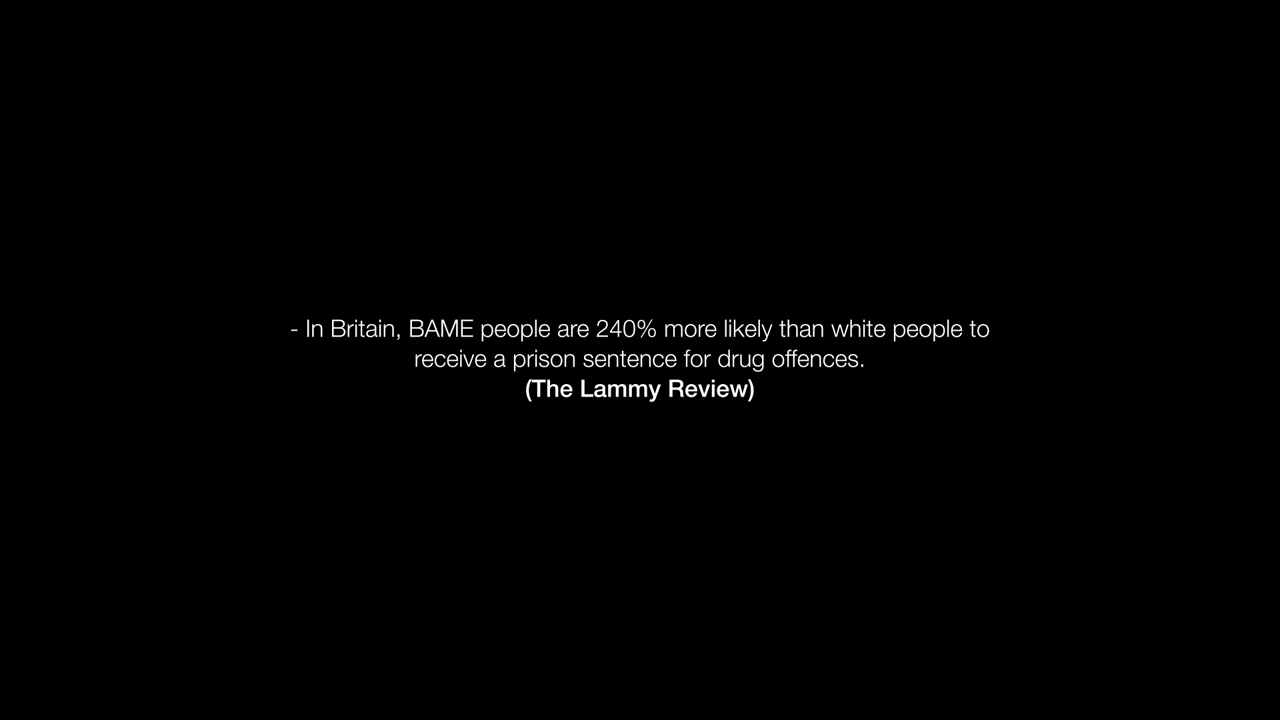 - In Britain, BAME people are 240% more likely than white people to
receive a prison sentence for drug offences.
(The Lammy Review)